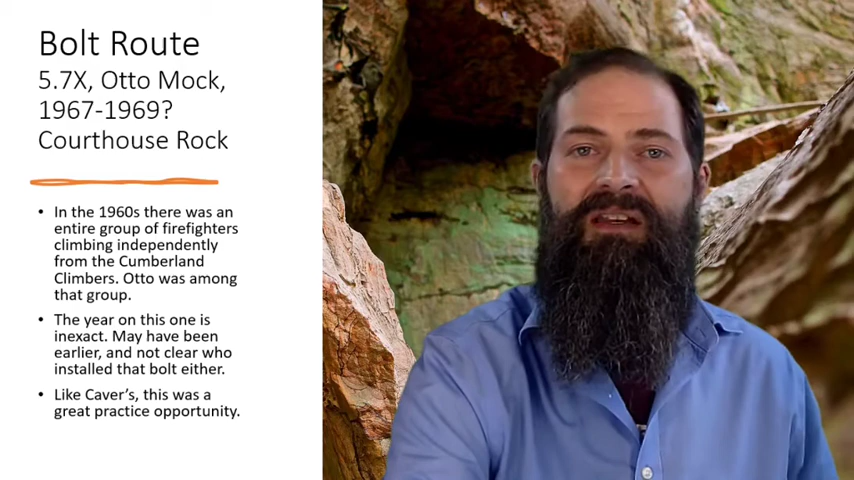 Bolt Route
5.7X, Otto Mock,
1967-1969?
Courthouse Rock
• In the 1960s there was an
entire group of firefighters
climbing independently
from the Cumberland
Climbers. Otto was among
that group.
• The year on this one is
inexact. May have been
earlier, and not clear who
installed that bolt either.
• Like Caver's, this was a
great practice opportunity.